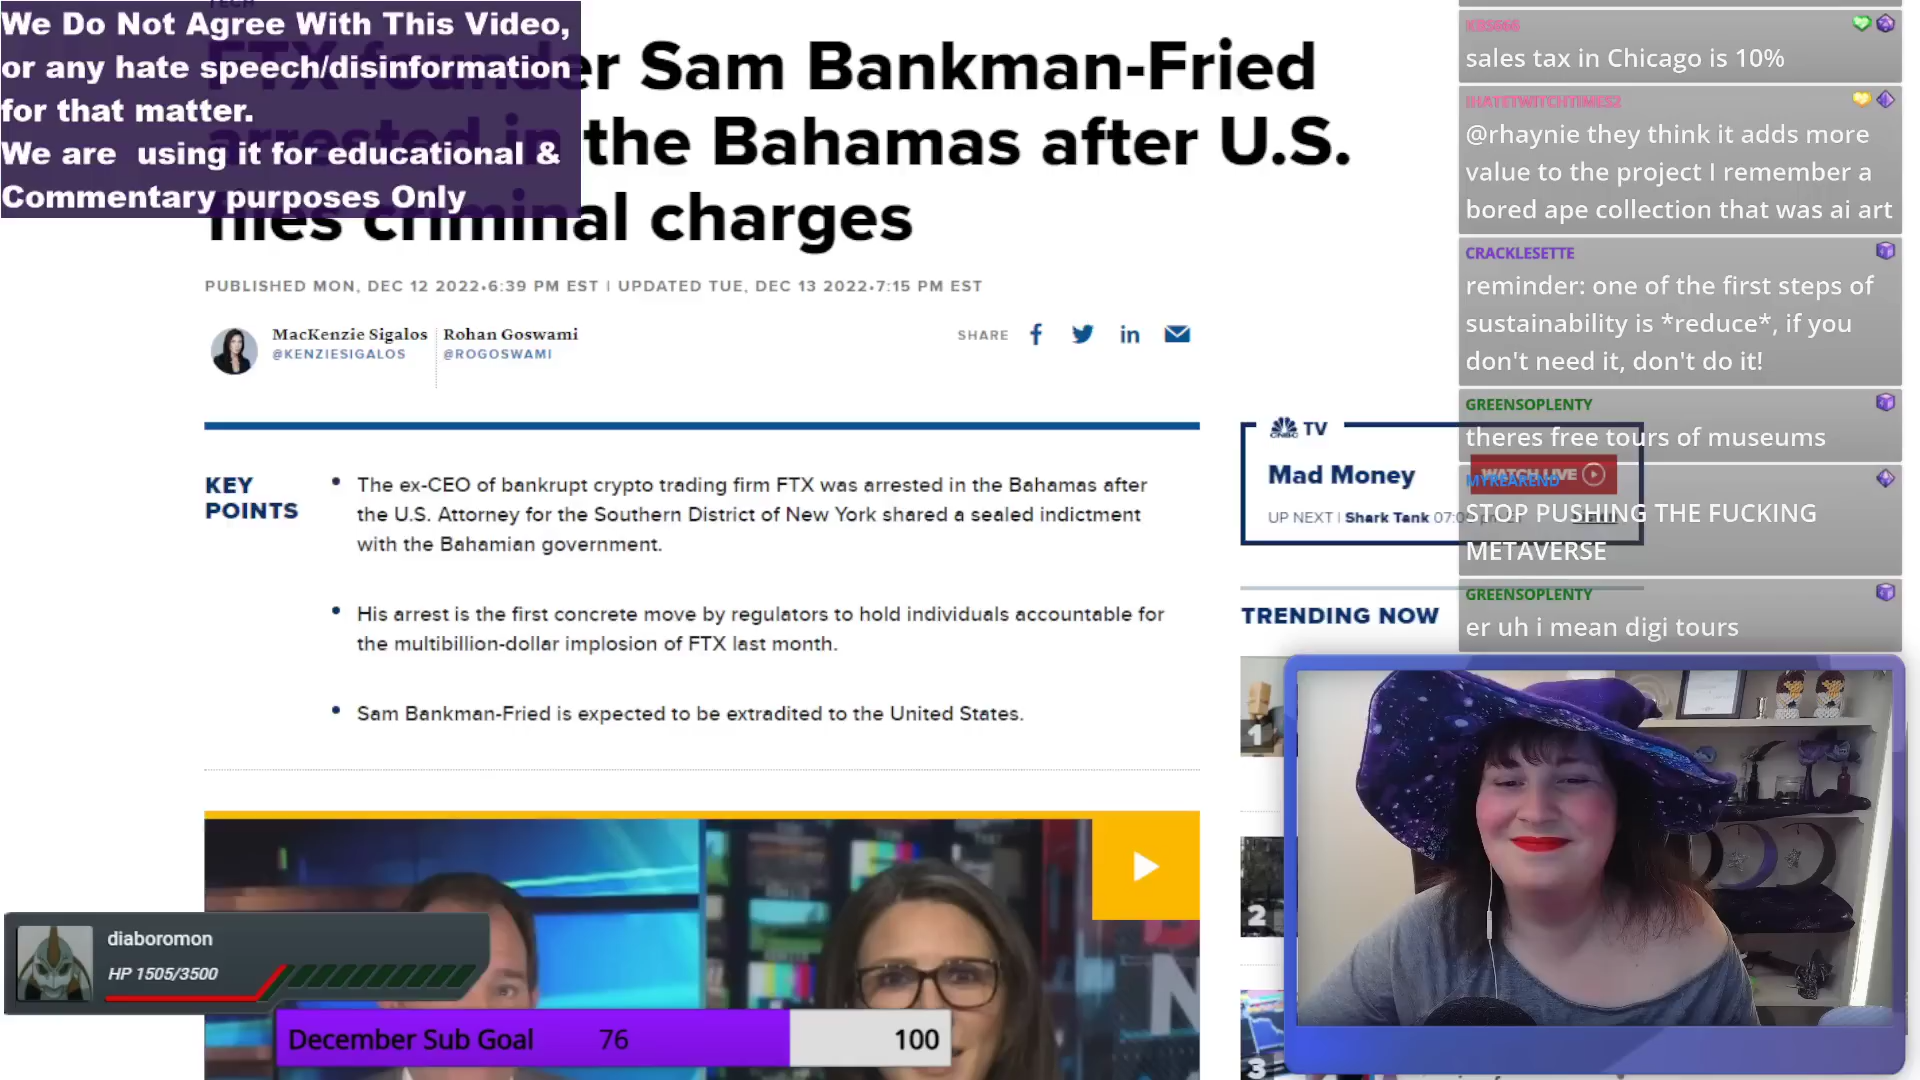 We Do Not Agree With This Video,
or any hate speech/disinformation
for that matter.
We are using it for educational &
Commentary purposes Only
FTX founder Sam Bankman-Fried
arrested in the Bahamas after U.S.
files criminal charges
PUBLISHED MON, DEC 12 2022•6:39 PM EST | UPDATED TUE, DEC 13 2022•7:15 PM EST
MacKenzie Sigalos
@KENZIESIGALOS
Rohan Goswami
@ROGOSWAMI
SHARE
KEY
POINTS
The ex-CEO of bankrupt crypto trading firm FTX was arrested in the Bahamas after
the U.S. Attorney for the Southern District of New York shared a sealed indictment
with the Bahamian government.
His arrest is the first concrete move by regulators to hold individuals accountable for
the multibillion-dollar implosion of FTX last month.
Sam Bankman-Fried is expected to be extradited to the United States.
CNBC TV
Mad Money
WATCH LIVE
UP NEXT | Shark Tank
TRENDING NOW
1
2
3
sales tax in Chicago is 10%
IHATETWITCHTIMES2
@rhaynie they think it adds more
value to the project I remember a
bored ape collection that was ai art
CRACKLESETTE
reminder: one of the first steps of
sustainability is *reduce*, if you
don't need it, don't do it!
GREENSOPLENTY
theres free tours of museums
MYREAREND
STOP PUSHING THE FUCKING
METAVERSE
GREENSOPLENTY
er uh i mean digi tours
diaboromon
HP 1505/3500
December Sub Goal 76 100